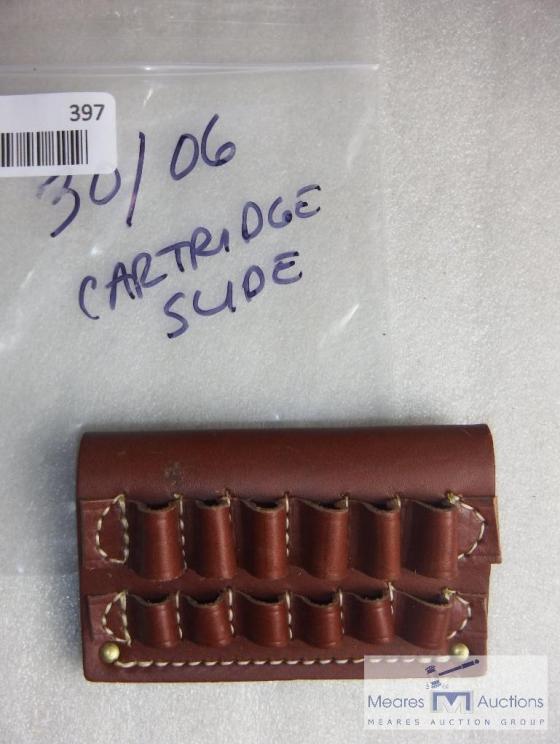 397
30/06
CARTRIDGE
SLIDE
Meares M Auctions
MEARES AUCTION GROUP